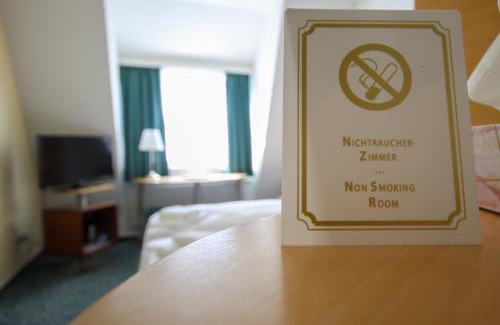 NICHTRAUCHER-
ZIMMER
...
NON SMOKING
ROOM